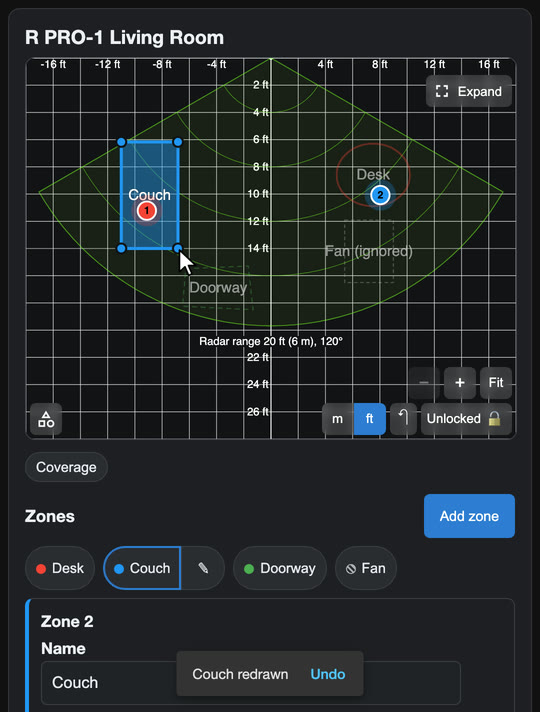 R PRO-1 Living Room
-16 ft -12 ft -8 ft -4 ft 4 ft 8 ft 12 ft 16 ft
2 ft
Expand
4 ft
6 ft
8 ft
Desk
10 ft
Couch
2
1
12 ft
14 ft
Fan (ignored)
Doorway
Radar range 20 ft (6 m), 120°
22 ft
24 ft
− + Fit
26 ft
m ft Unlocked
Coverage
Zones
Add zone
Desk Couch Doorway Fan
Zone 2
Name
Couch
Couch redrawn Undo